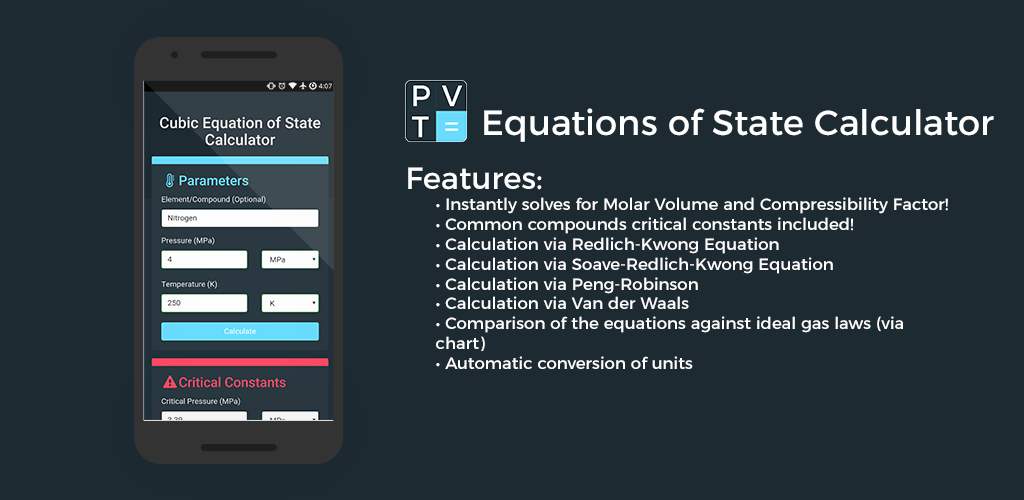 4:07
Cubic Equation of State
Calculator
Parameters
Element/Compound (Optional)
Nitrogen
Pressure (MPa)
4 MPa
Temperature (K)
250 K
Calculate
Critical Constants
Critical Pressure (MPa)
3.39 MPa
P V
T =
Equations of State Calculator
Features:
• Instantly solves for Molar Volume and Compressibility Factor!
• Common compounds critical constants included!
• Calculation via Redlich-Kwong Equation
• Calculation via Soave-Redlich-Kwong Equation
• Calculation via Peng-Robinson
• Calculation via Van der Waals
• Comparison of the equations against ideal gas laws (via
chart)
• Automatic conversion of units